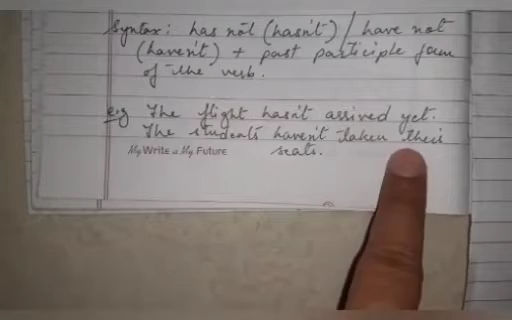 Syntax: has not (hasn't) / have not
(haven't) + past participle form
of the verb.
e.g The flight hasn't arrived yet.
The students haven't taken their
seats.
My Write is My Future